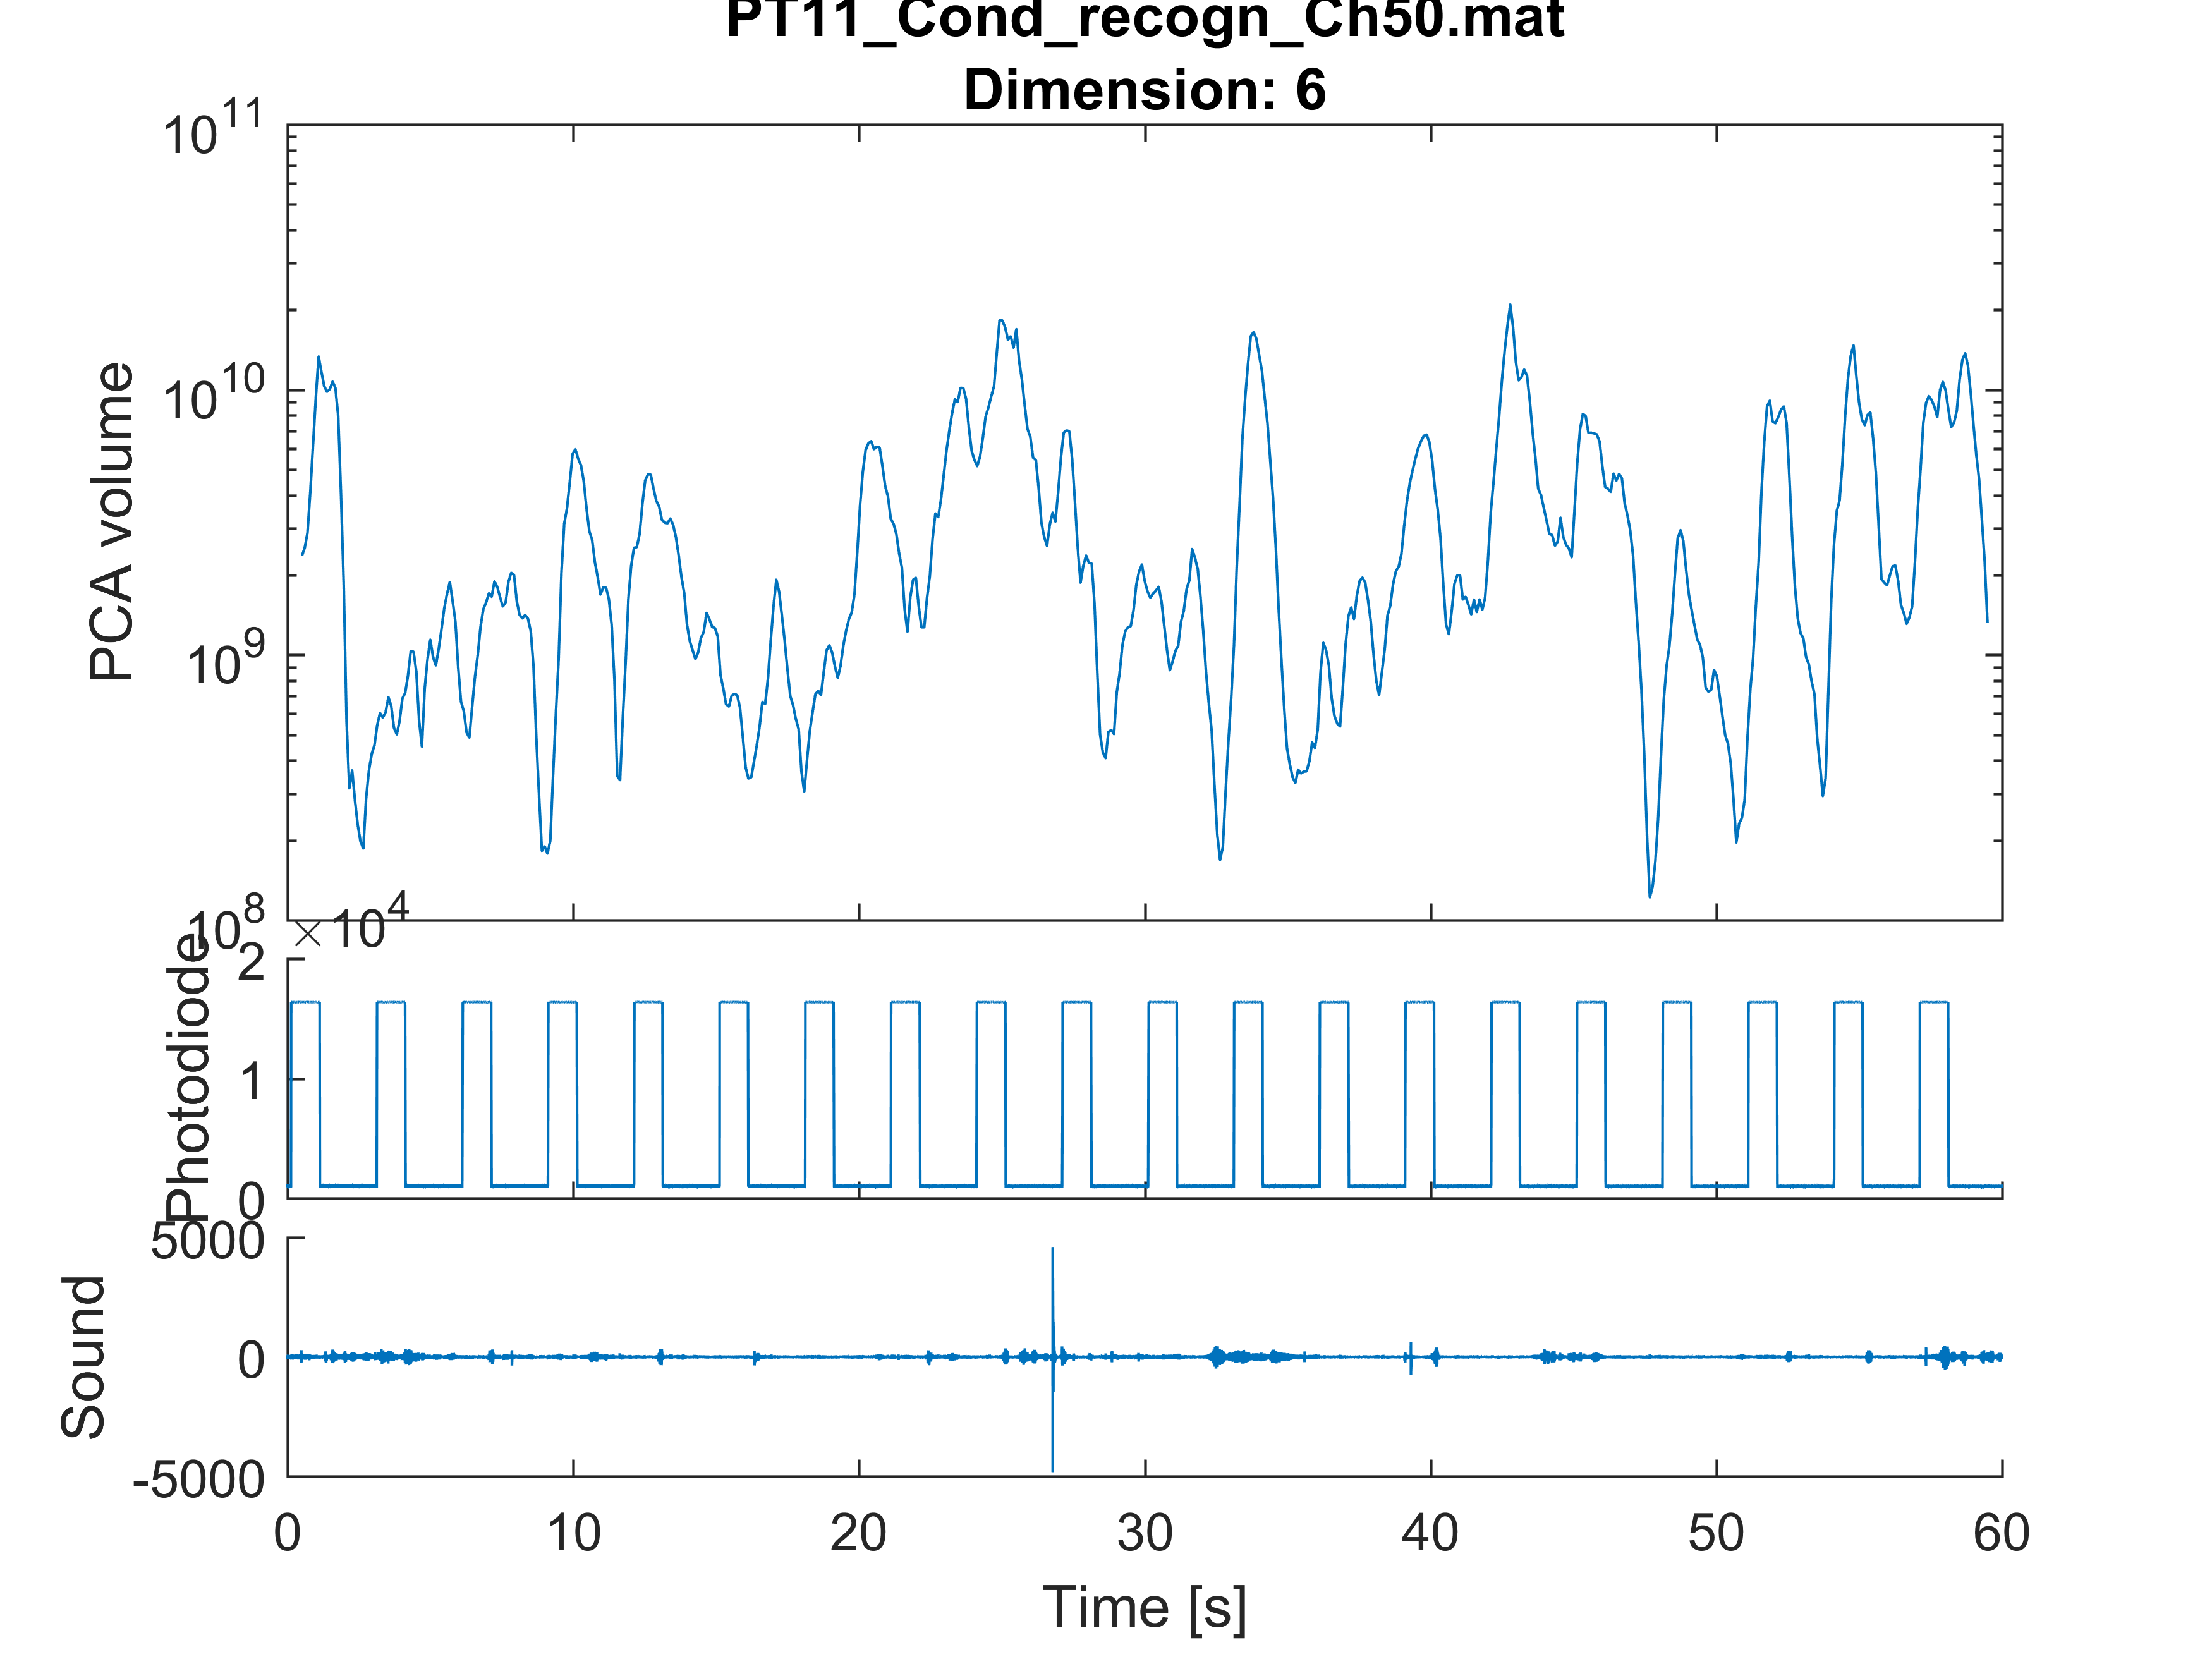 PT11_Cond_recogn_Ch50.mat
Dimension: 6
10^11
10^10
10^9
10^8
PCA volume
× 10^4
2
1
0
Photodiode
5000
0
-5000
Sound
0 10 20 30 40 50 60
Time [s]